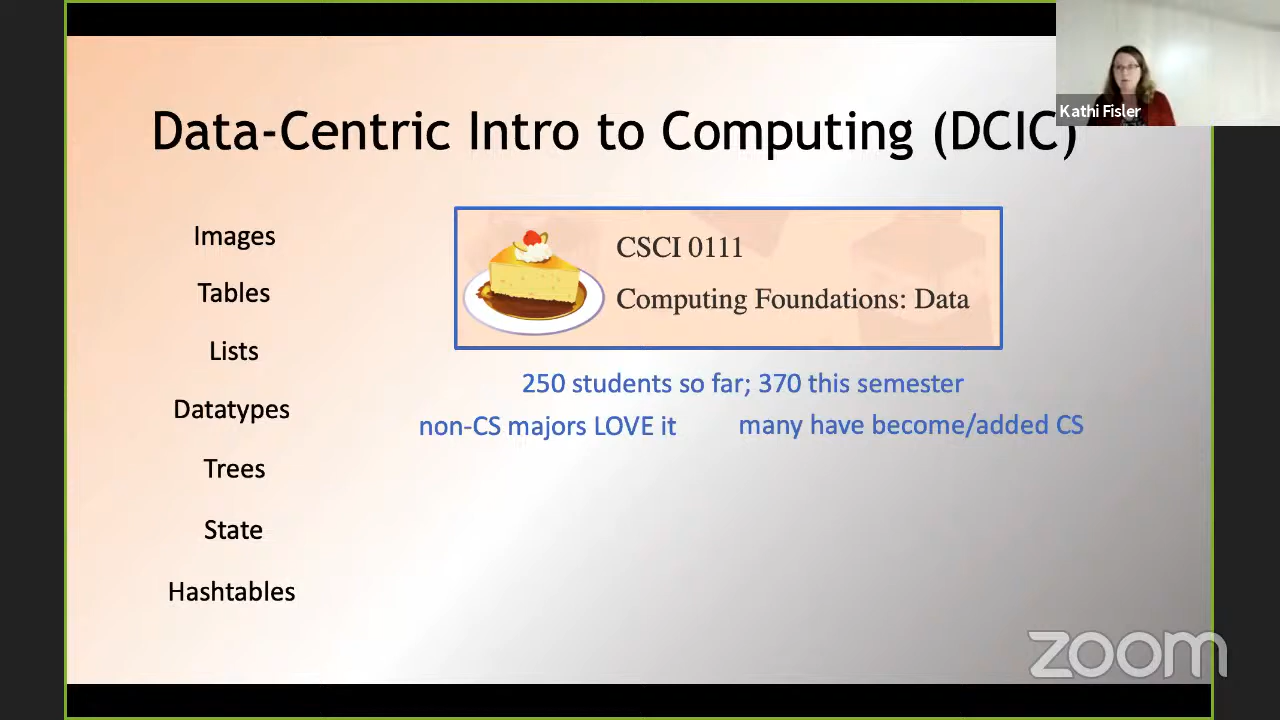 Data-Centric Intro to Computing (DCIC)
Kathi Fisler
Images
Tables
Lists
Datatypes
Trees
State
Hashtables
CSCI 0111
Computing Foundations: Data
250 students so far; 370 this semester
non-CS majors LOVE it
many have become/added CS
zoom